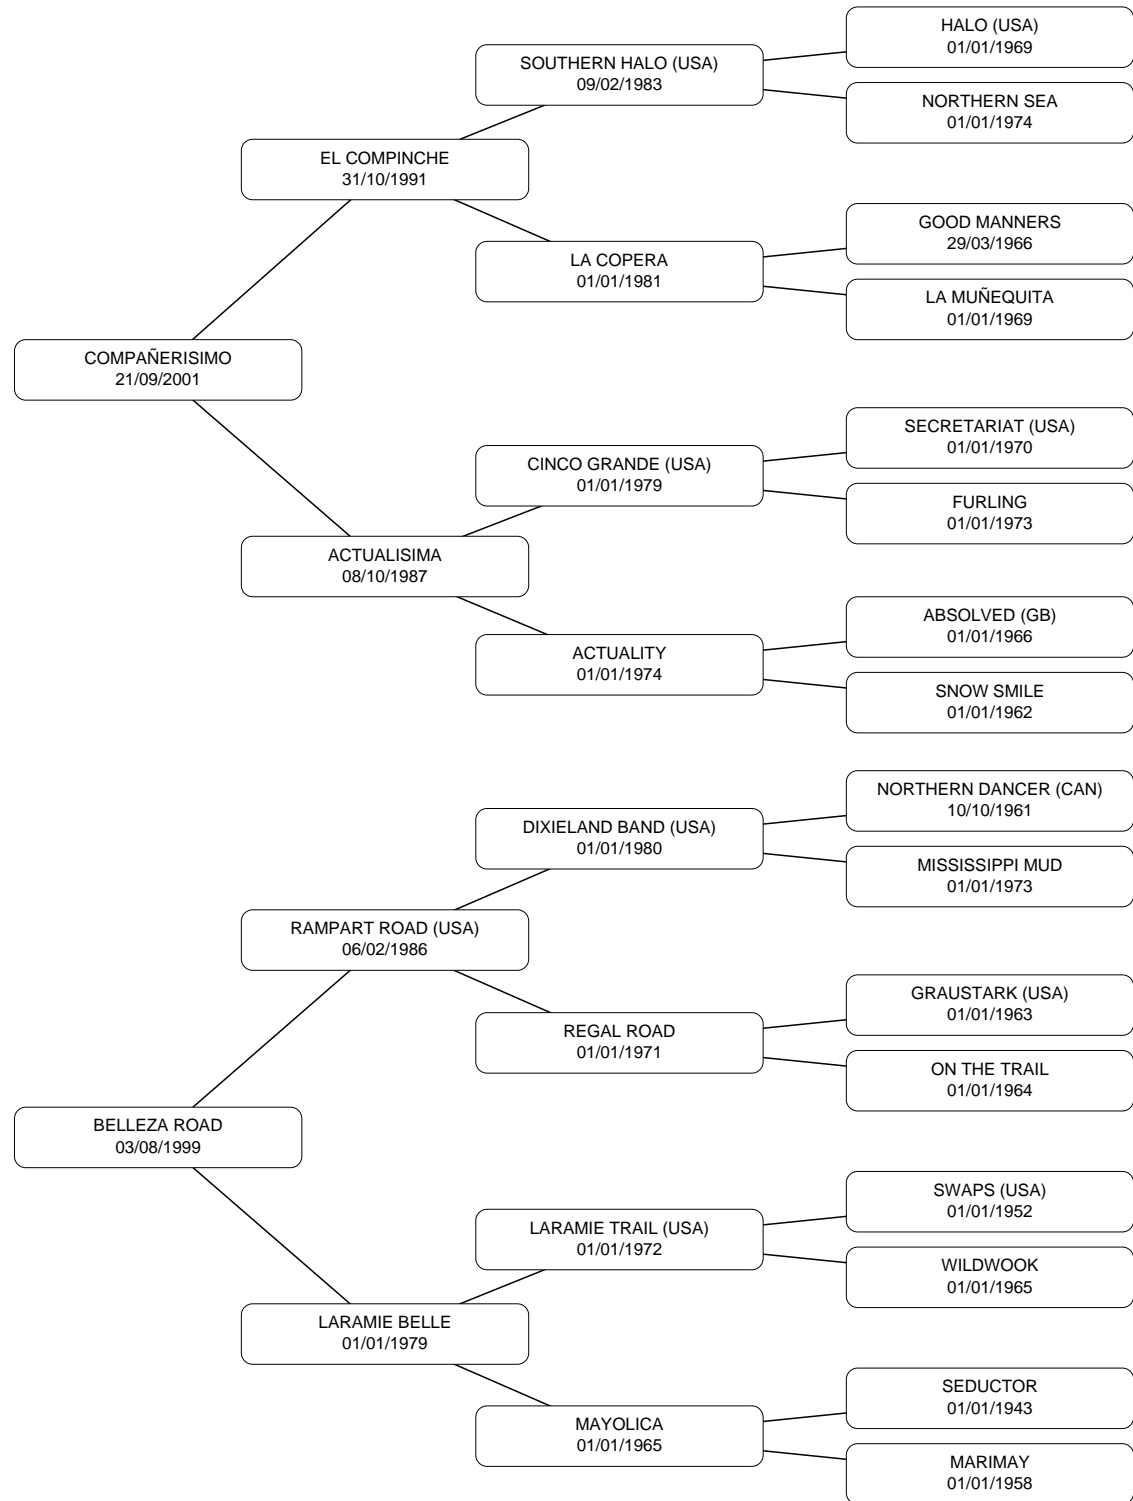 HALO (USA)
01/01/1969
SOUTHERN HALO (USA)
09/02/1983
NORTHERN SEA
01/01/1974
EL COMPINCHE
31/10/1991
GOOD MANNERS
29/03/1966
LA COPERA
01/01/1981
LA MUÑEQUITA
01/01/1969
COMPAÑERISIMO
21/09/2001
SECRETARIAT (USA)
01/01/1970
CINCO GRANDE (USA)
01/01/1979
FURLING
01/01/1973
ACTUALISIMA
08/10/1987
ABSOLVED (GB)
01/01/1966
ACTUALITY
01/01/1974
SNOW SMILE
01/01/1962
NORTHERN DANCER (CAN)
10/10/1961
DIXIELAND BAND (USA)
01/01/1980
MISSISSIPPI MUD
01/01/1973
RAMPART ROAD (USA)
06/02/1986
GRAUSTARK (USA)
01/01/1963
REGAL ROAD
01/01/1971
ON THE TRAIL
01/01/1964
BELLEZA ROAD
03/08/1999
SWAPS (USA)
01/01/1952
LARAMIE TRAIL (USA)
01/01/1972
WILDWOOK
01/01/1965
LARAMIE BELLE
01/01/1979
SEDUCTOR
01/01/1943
MAYOLICA
01/01/1965
MARIMAY
01/01/1958